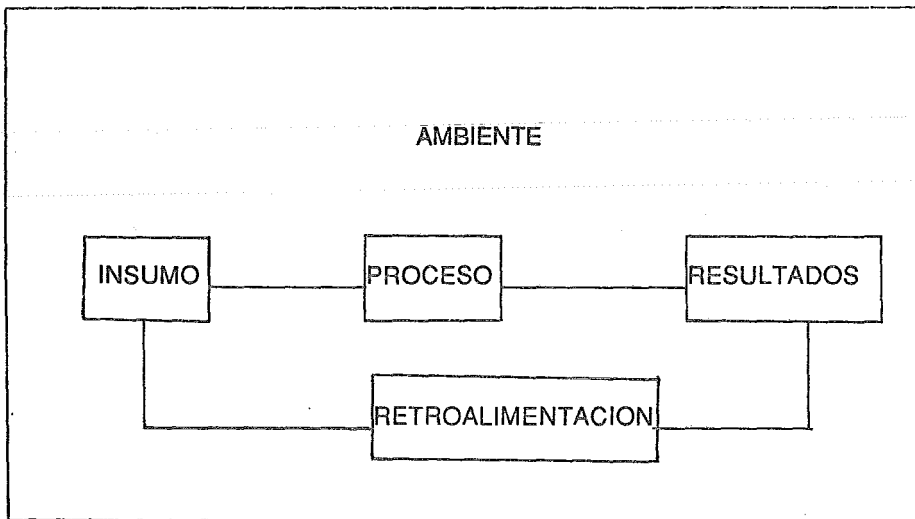 AMBIENTE
INSUMO
PROCESO
RESULTADOS
RETROALIMENTACION